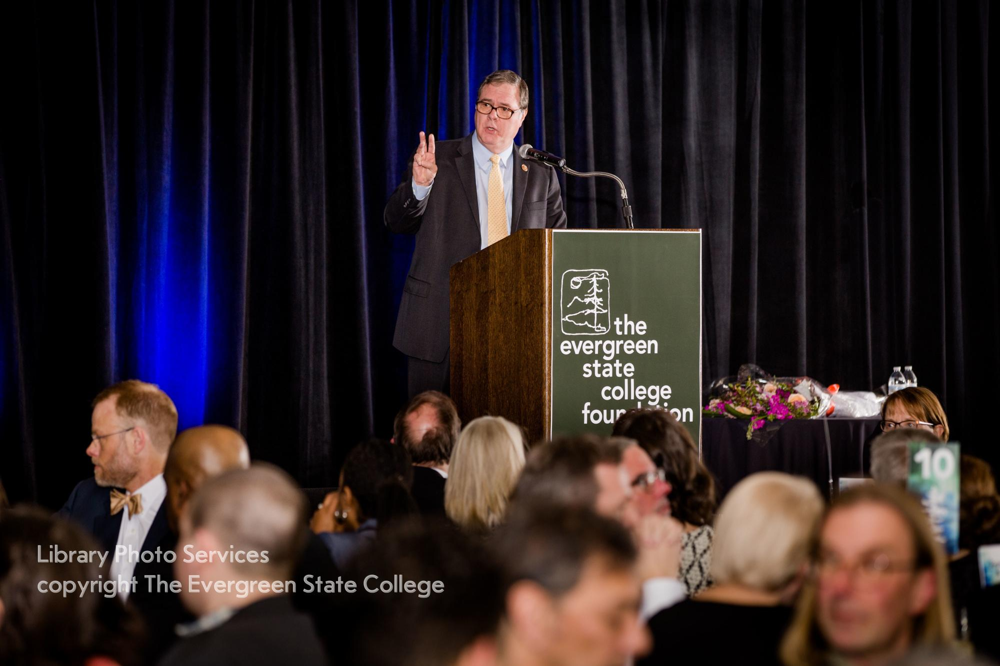 the
evergreen
state
college
foundation
10
Library Photo Services
copyright The Evergreen State College